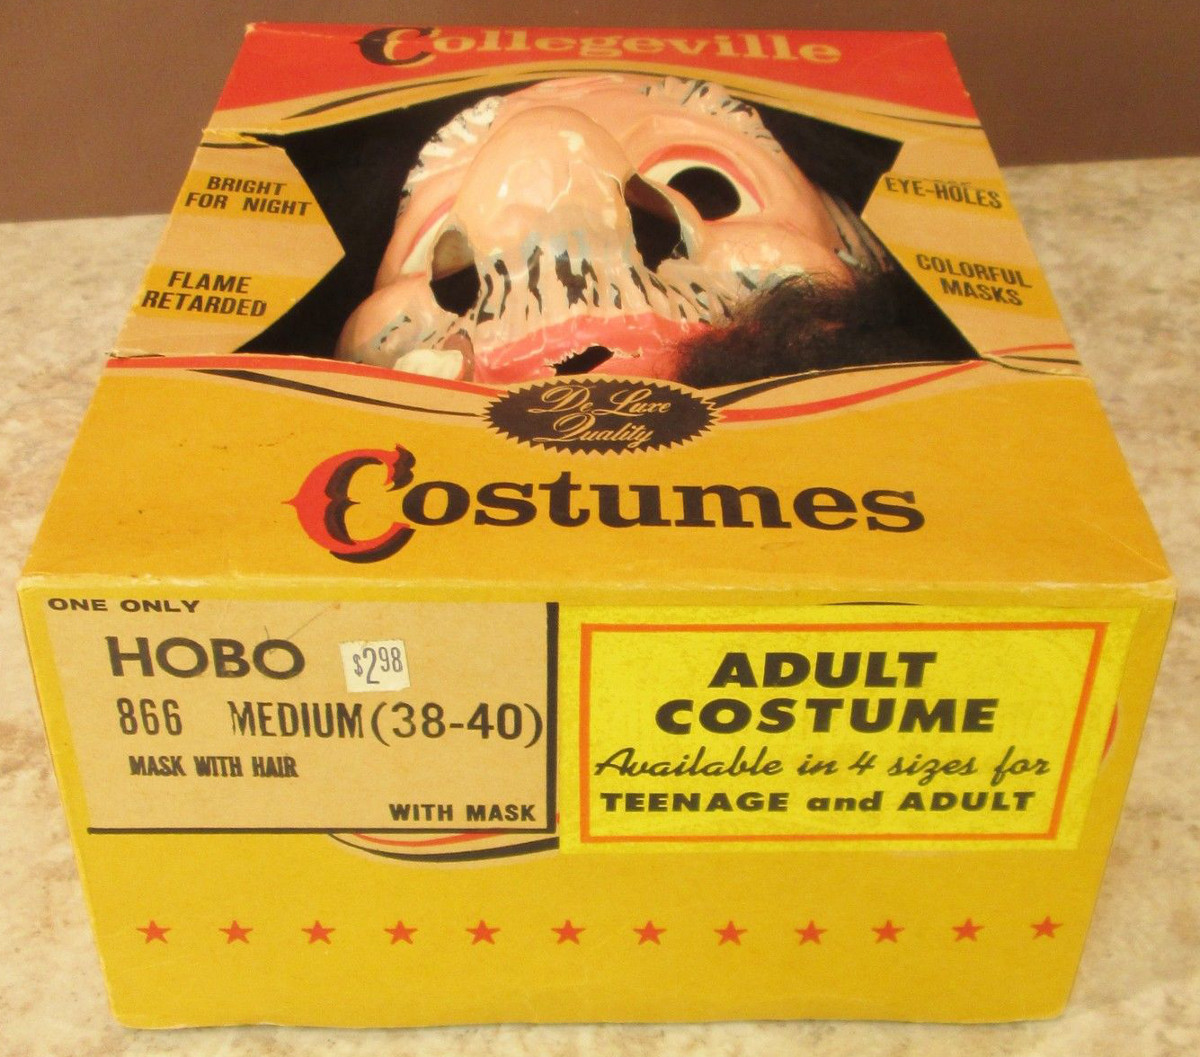 Collegeville
BRIGHT
FOR NIGHT
FLAME
RETARDED
EYE-HOLES
COLORFUL
MASKS
De Luxe
Quality
Costumes
ONE ONLY
HOBO
$2.98
866 MEDIUM (38-40)
MASK WITH HAIR
WITH MASK
ADULT
COSTUME
Available in 4 sizes for
TEENAGE and ADULT